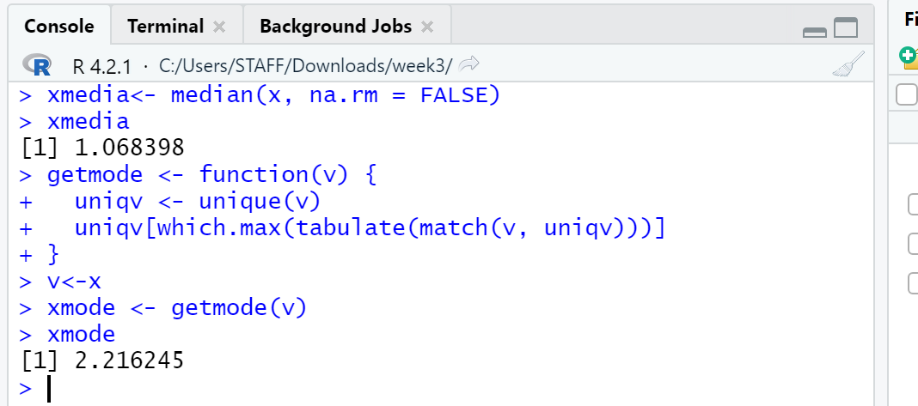 Console Terminal × Background Jobs ×
R R 4.2.1 · C:/Users/STAFF/Downloads/week3/
> xmedia<- median(x, na.rm = FALSE)
> xmedia
[1] 1.068398
> getmode <- function(v) {
+   uniqv <- unique(v)
+   uniqv[which.max(tabulate(match(v, uniqv)))]
+ }
> v<-x
> xmode <- getmode(v)
> xmode
[1] 2.216245
>